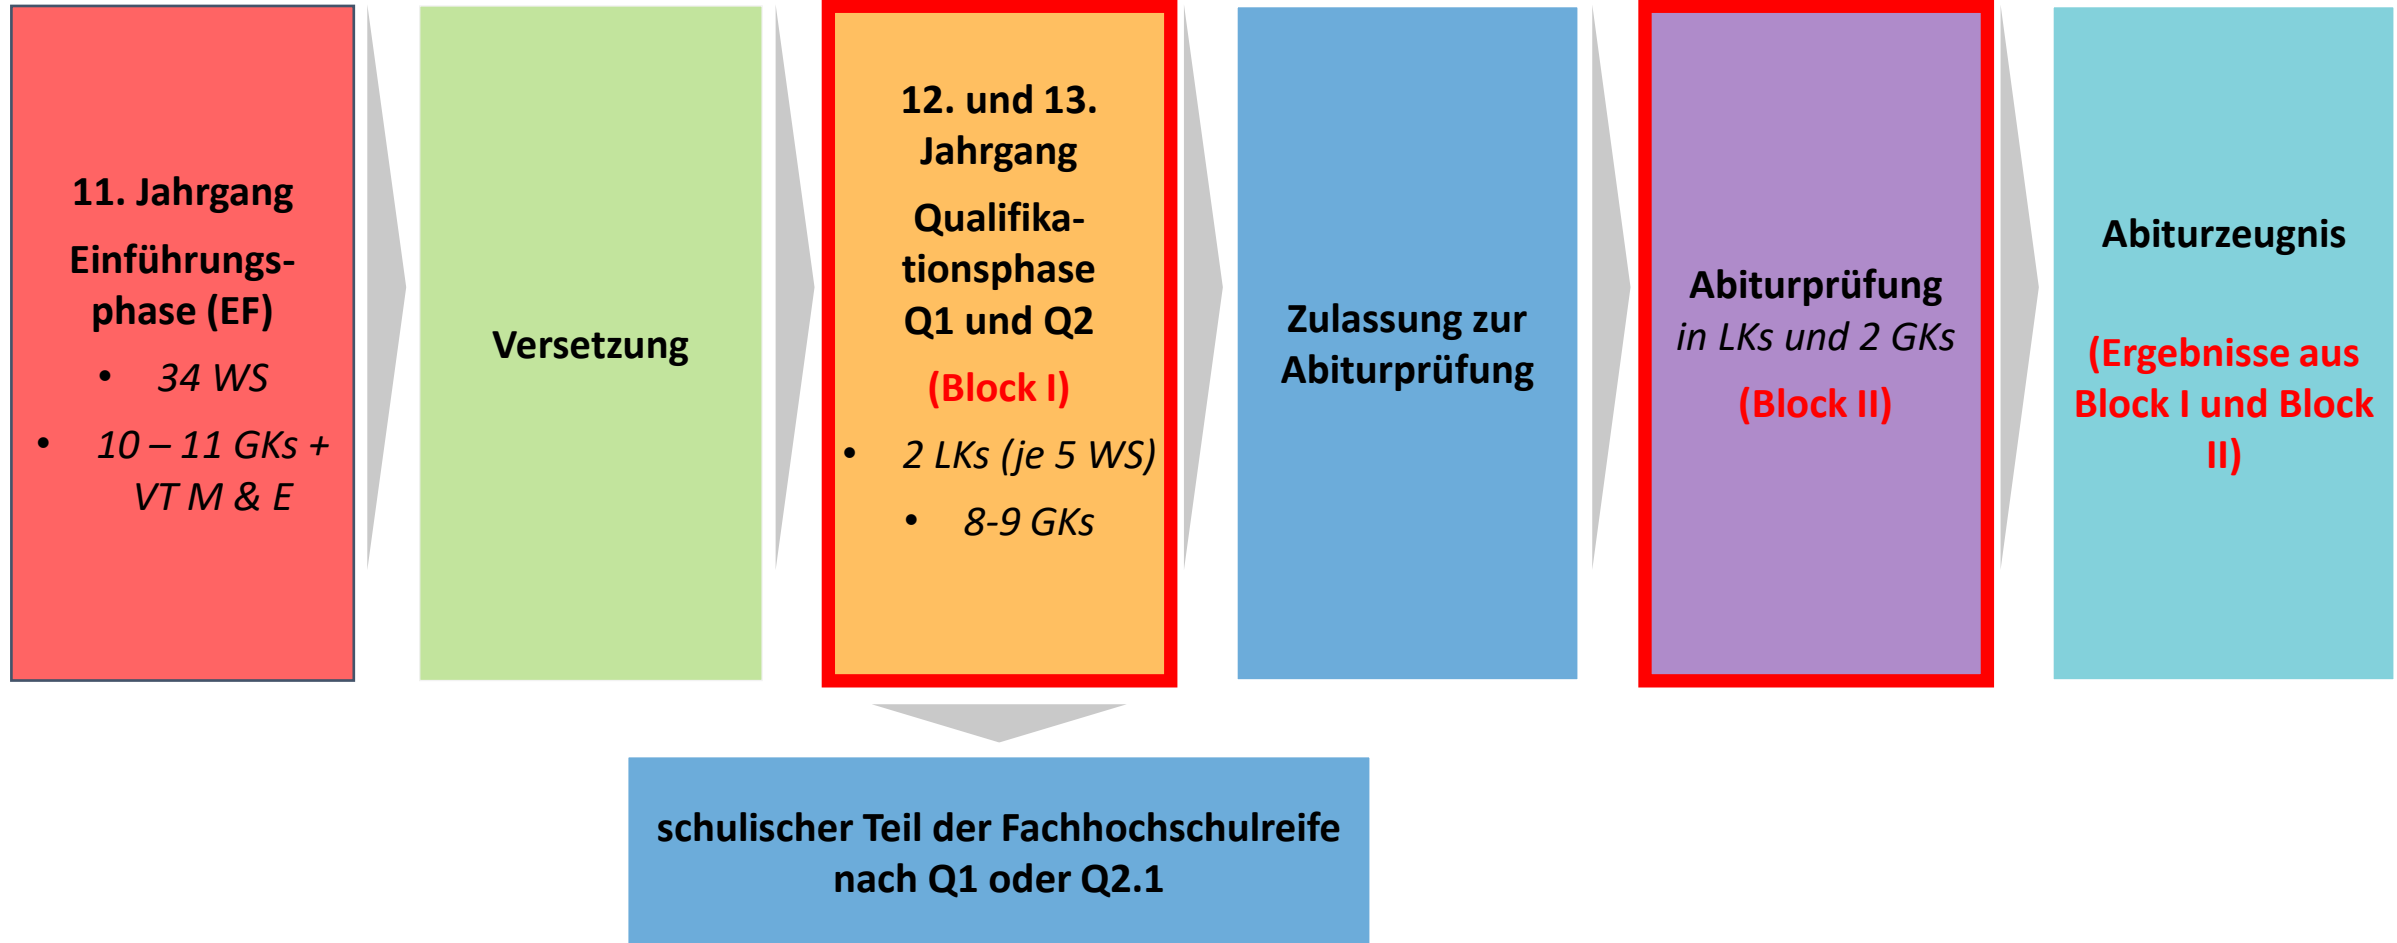 11. Jahrgang
Einführungs-
phase (EF)
• 34 WS
• 10 – 11 GKs +
VT M & E
Versetzung
12. und 13.
Jahrgang
Qualifika-
tionsphase
Q1 und Q2
(Block I)
• 2 LKs (je 5 WS)
• 8-9 GKs
Zulassung zur
Abiturprüfung
Abiturprüfung
in LKs und 2 GKs
(Block II)
Abiturzeugnis
(Ergebnisse aus
Block I und Block
II)
schulischer Teil der Fachhochschulreife
nach Q1 oder Q2.1